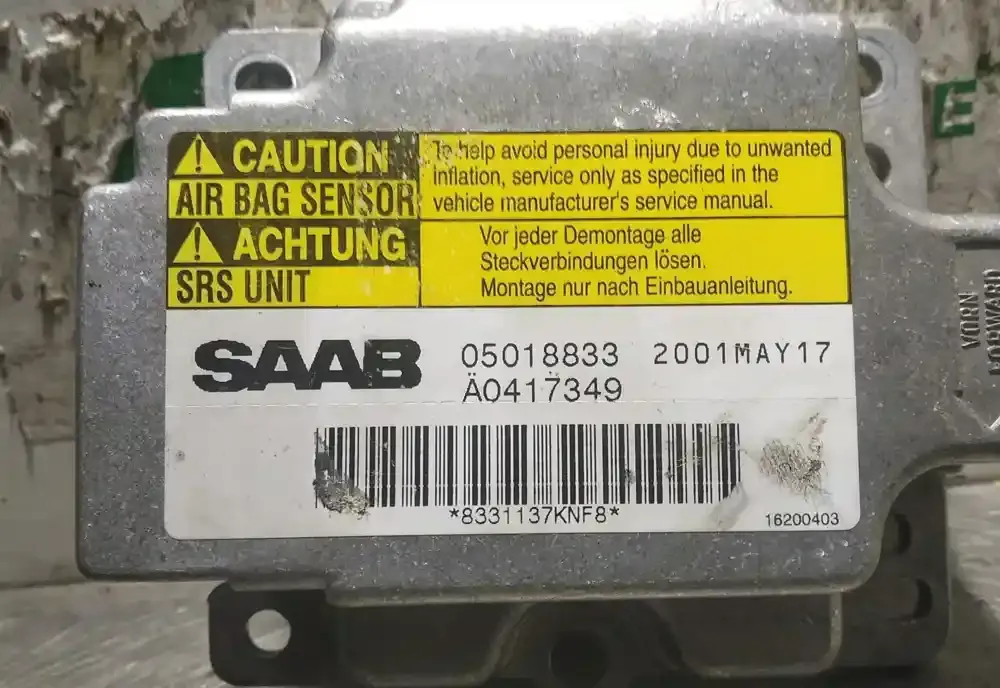 CAUTION
AIR BAG SENSOR
To help avoid personal injury due to unwanted
inflation, service only as specified in the
vehicle manufacturer's service manual.
ACHTUNG
SRS UNIT
Vor jeder Demontage alle
Steckverbindungen lösen.
Montage nur nach Einbauanleitung.
SAAB
05018833 2001MAY17
Ä0417349
*8331137KNF8*
16200403
VORN
FORWARD
E